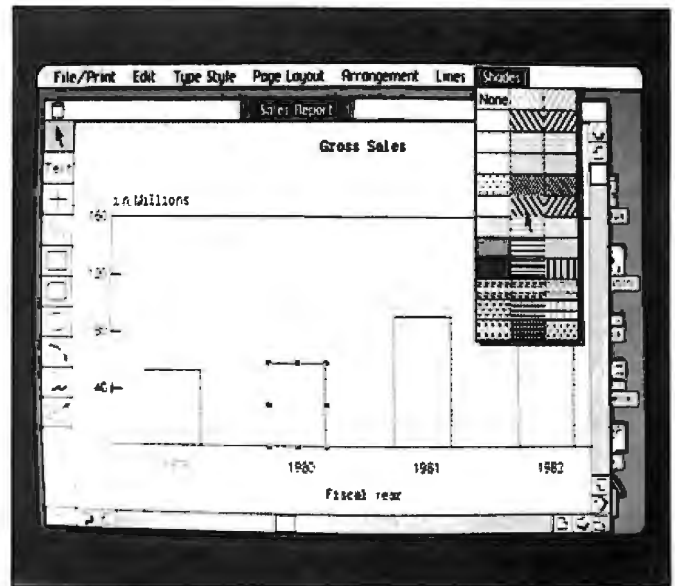 File/Print Edit Type Style Page Layout Arrangement Lines Shades
None
Sales Report
Gross Sales
Text
in Millions
160
120
80
40
1980 1981 1982
Fiscal Year